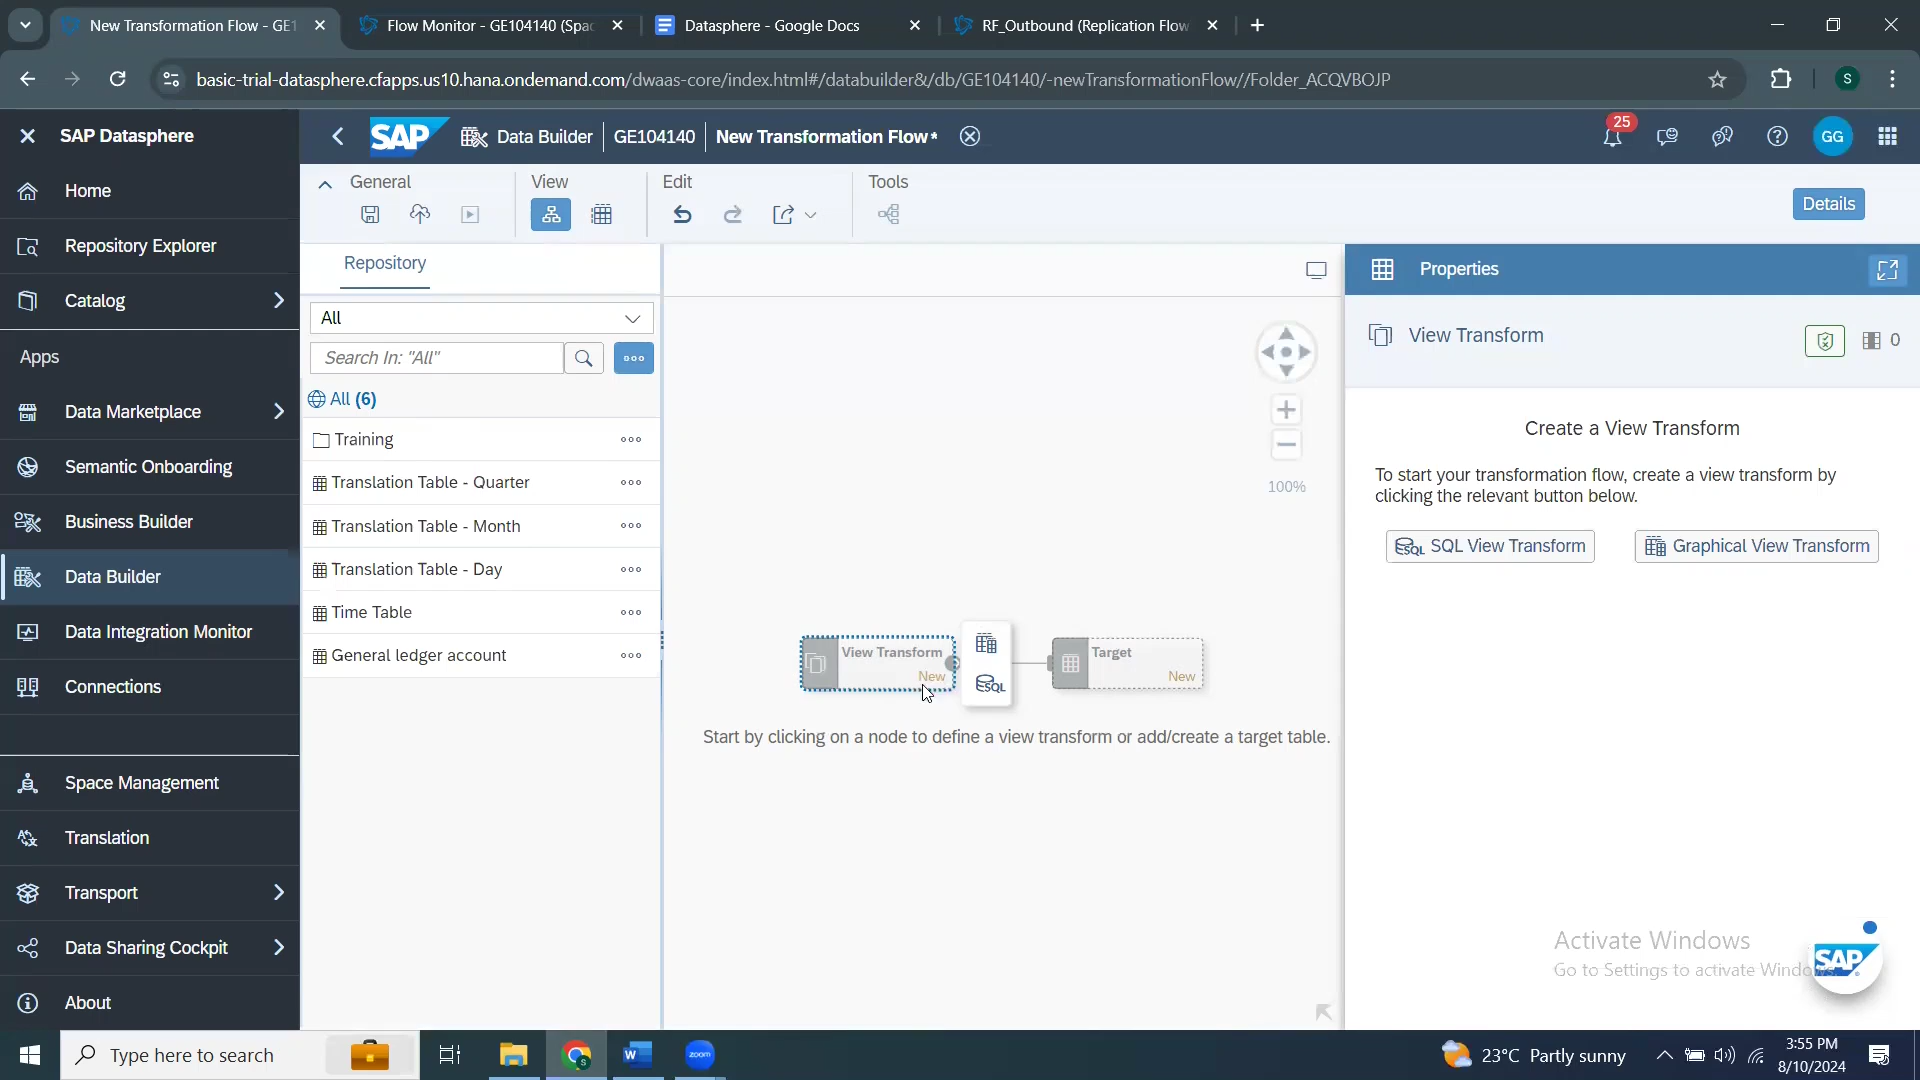 New Transformation Flow - GE1
Flow Monitor - GE104140 (Spac
Datasphere - Google Docs
RF_Outbound (Replication Flow
basic-trial-datasphere.cfapps.us10.hana.ondemand.com/dwaas-core/index.html#/databuilder&/db/GE104140/-newTransformationFlow//Folder_ACQVBOJP
S
SAP Datasphere
SAP
Data Builder
GE104140
New Transformation Flow*
25
GG
Home
Repository Explorer
Catalog
Apps
Data Marketplace
Semantic Onboarding
Business Builder
Data Builder
Data Integration Monitor
Connections
Space Management
Translation
Transport
Data Sharing Cockpit
About
General
View
Edit
Tools
Details
Repository
All
Search In: "All"
All (6)
Training
Translation Table - Quarter
Translation Table - Month
Translation Table - Day
Time Table
General ledger account
100%
View Transform
New
SQL
Target
New
Start by clicking on a node to define a view transform or add/create a target table.
Properties
View Transform
0
Create a View Transform
To start your transformation flow, create a view transform by
clicking the relevant button below.
SQL SQL View Transform
Graphical View Transform
Activate Windows
Go to Settings to activate Windows.
SAP
Type here to search
zoom
23°C Partly sunny
3:55 PM
8/10/2024